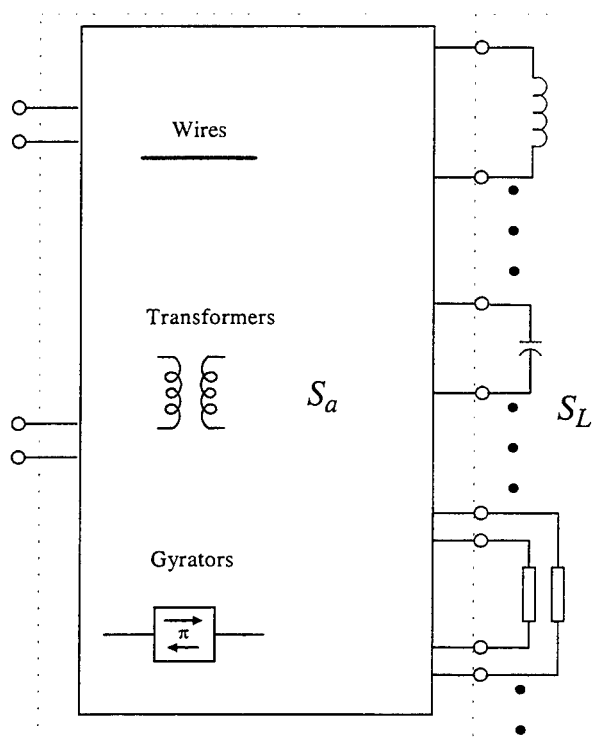 Wires
Transformers
S_a
S_L
Gyrators
π